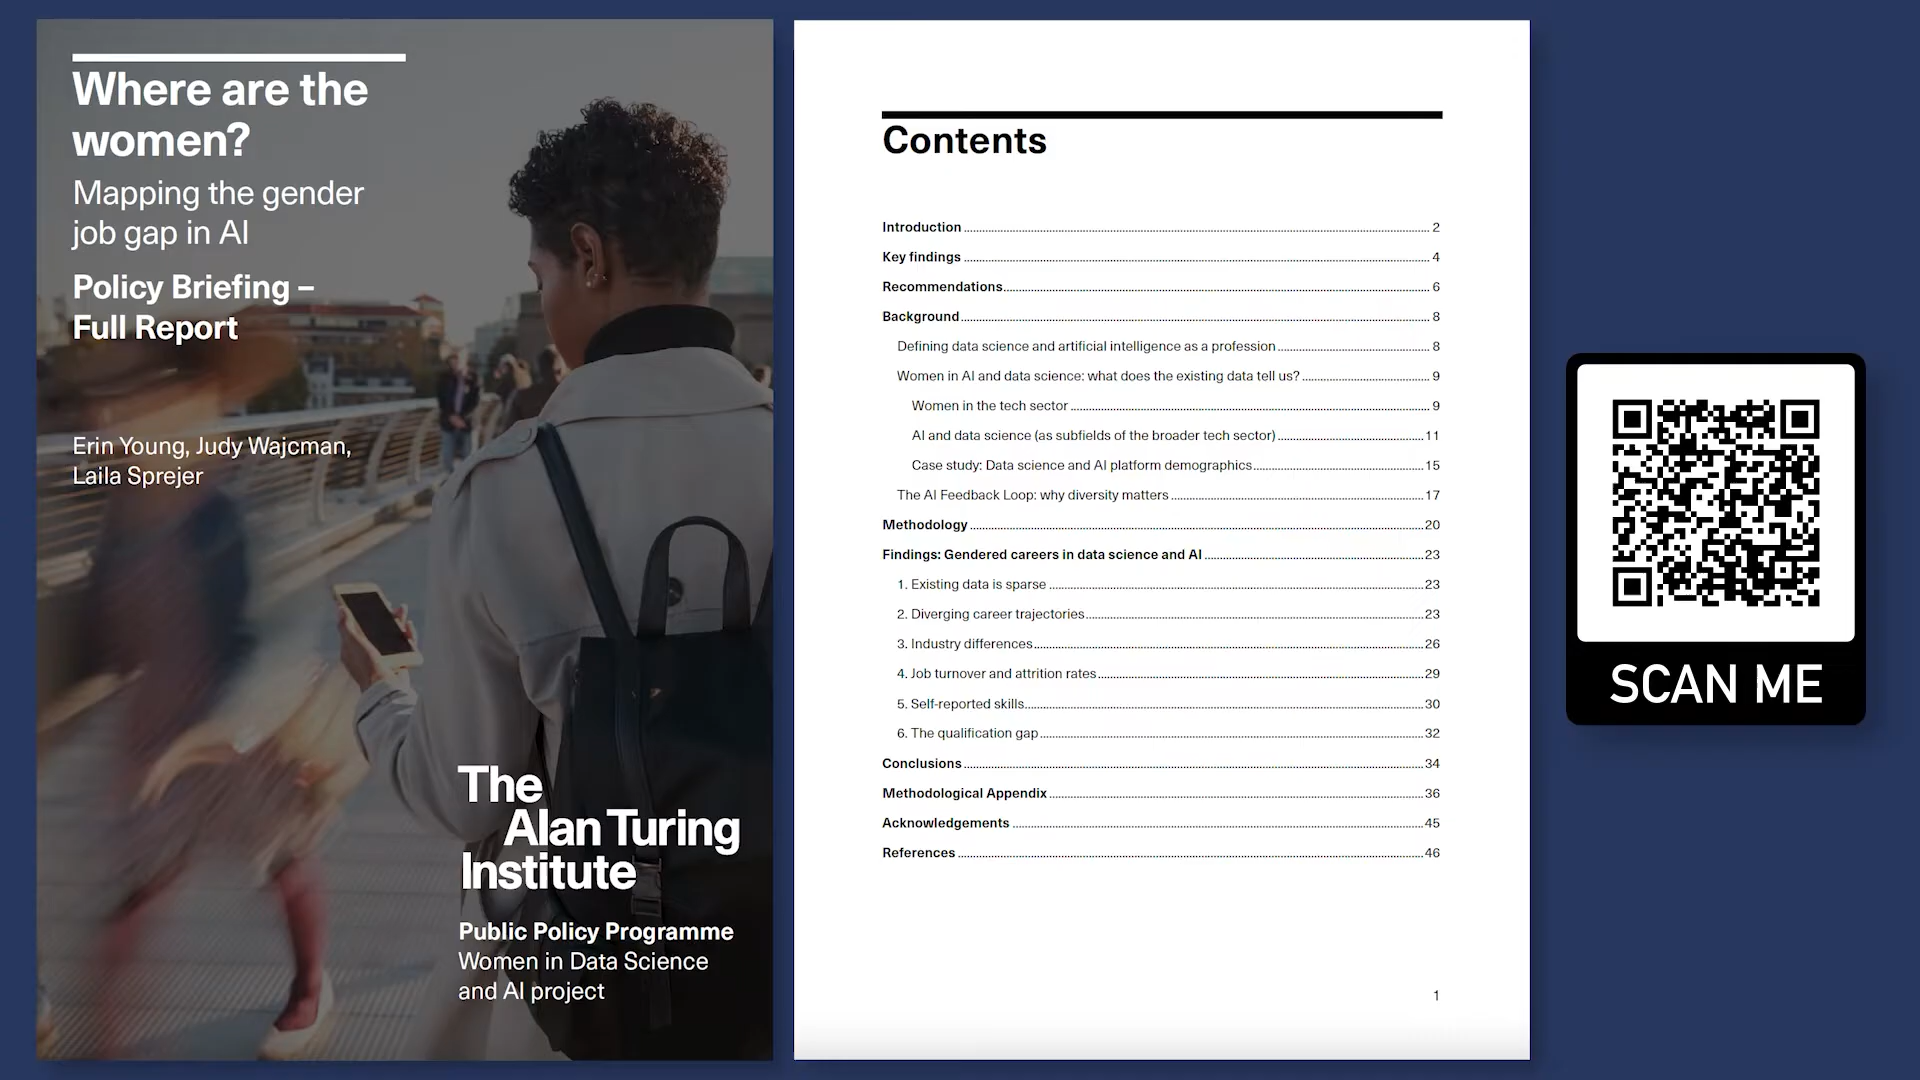 Where are the
women?
Mapping the gender
job gap in AI
Policy Briefing –
Full Report
Erin Young, Judy Wajcman,
Laila Sprejer
The
Alan Turing
Institute
Public Policy Programme
Women in Data Science
and AI project
Contents
Introduction 2
Key findings 4
Recommendations 6
Background 8
Defining data science and artificial intelligence as a profession 8
Women in AI and data science: what does the existing data tell us? 9
Women in the tech sector 9
AI and data science (as subfields of the broader tech sector) 11
Case study: Data science and AI platform demographics 15
The AI Feedback Loop: why diversity matters 17
Methodology 20
Findings: Gendered careers in data science and AI 23
1. Existing data is sparse 23
2. Diverging career trajectories 23
3. Industry differences 26
4. Job turnover and attrition rates 29
5. Self-reported skills 30
6. The qualification gap 32
Conclusions 34
Methodological Appendix 36
Acknowledgements 45
References 46
1
SCAN ME